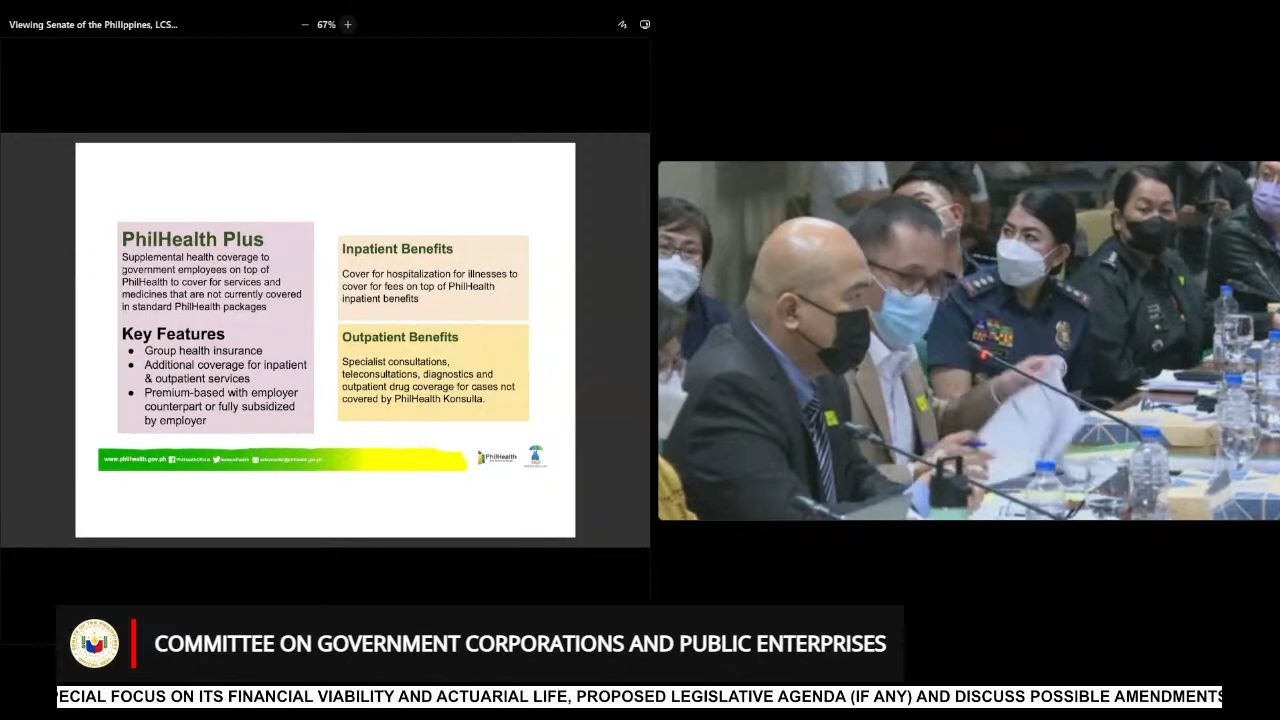 Viewing Senate of the Philippines, LCS...
67%
PhilHealth Plus
Supplemental health coverage to
government employees on top of
PhilHealth to cover for services and
medicines that are not currently covered
in standard PhilHealth packages
Key Features
● Group health insurance
● Additional coverage for inpatient
& outpatient services
● Premium-based with employer
counterpart or fully subsidized
by employer
Inpatient Benefits
Cover for hospitalization for illnesses to
cover for fees on top of PhilHealth
inpatient benefits
Outpatient Benefits
Specialist consultations,
teleconsultations, diagnostics and
outpatient drug coverage for cases not
covered by PhilHealth Konsulta.
www.philhealth.gov.ph
PhilHealth
COMMITTEE ON GOVERNMENT CORPORATIONS AND PUBLIC ENTERPRISES
PECIAL FOCUS ON ITS FINANCIAL VIABILITY AND ACTUARIAL LIFE, PROPOSED LEGISLATIVE AGENDA (IF ANY) AND DISCUSS POSSIBLE AMENDMENTS